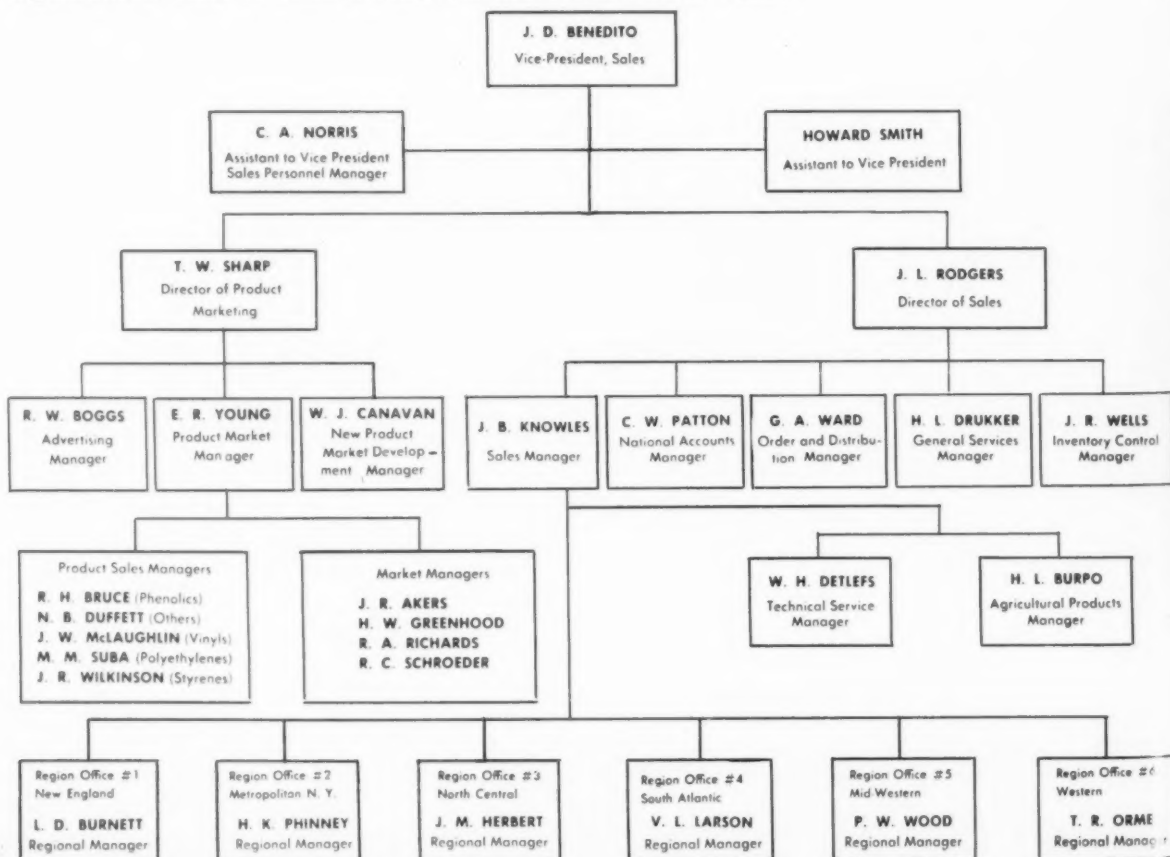 J. D. BENEDITO
Vice-President, Sales
C. A. NORRIS
Assistant to Vice President
Sales Personnel Manager
HOWARD SMITH
Assistant to Vice President
T. W. SHARP
Director of Product
Marketing
J. L. RODGERS
Director of Sales
R. W. BOGGS
Advertising
Manager
E. R. YOUNG
Product Market
Manager
W. J. CANAVAN
New Product
Market Develop-
ment Manager
J. B. KNOWLES
Sales Manager
C. W. PATTON
National Accounts
Manager
G. A. WARD
Order and Distribu-
tion Manager
H. L. DRUKKER
General Services
Manager
J. R. WELLS
Inventory Control
Manager
Product Sales Managers
R. H. BRUCE (Phenolics)
N. B. DUFFETT (Others)
J. W. McLAUGHLIN (Vinyls)
M. M. SUBA (Polyethylenes)
J. R. WILKINSON (Styrenes)
Market Managers
J. R. AKERS
H. W. GREENHOOD
R. A. RICHARDS
R. C. SCHROEDER
W. H. DETLEFS
Technical Service
Manager
H. L. BURPO
Agricultural Products
Manager
Region Office #1
New England
L. D. BURNETT
Regional Manager
Region Office #2
Metropolitan N. Y.
H. K. PHINNEY
Regional Manager
Region Office #3
North Central
J. M. HERBERT
Regional Manager
Region Office #4
South Atlantic
V. L. LARSON
Regional Manager
Region Office #5
Mid-Western
P. W. WOOD
Regional Manager
Region Office #6
Western
T. R. ORME
Regional Manager